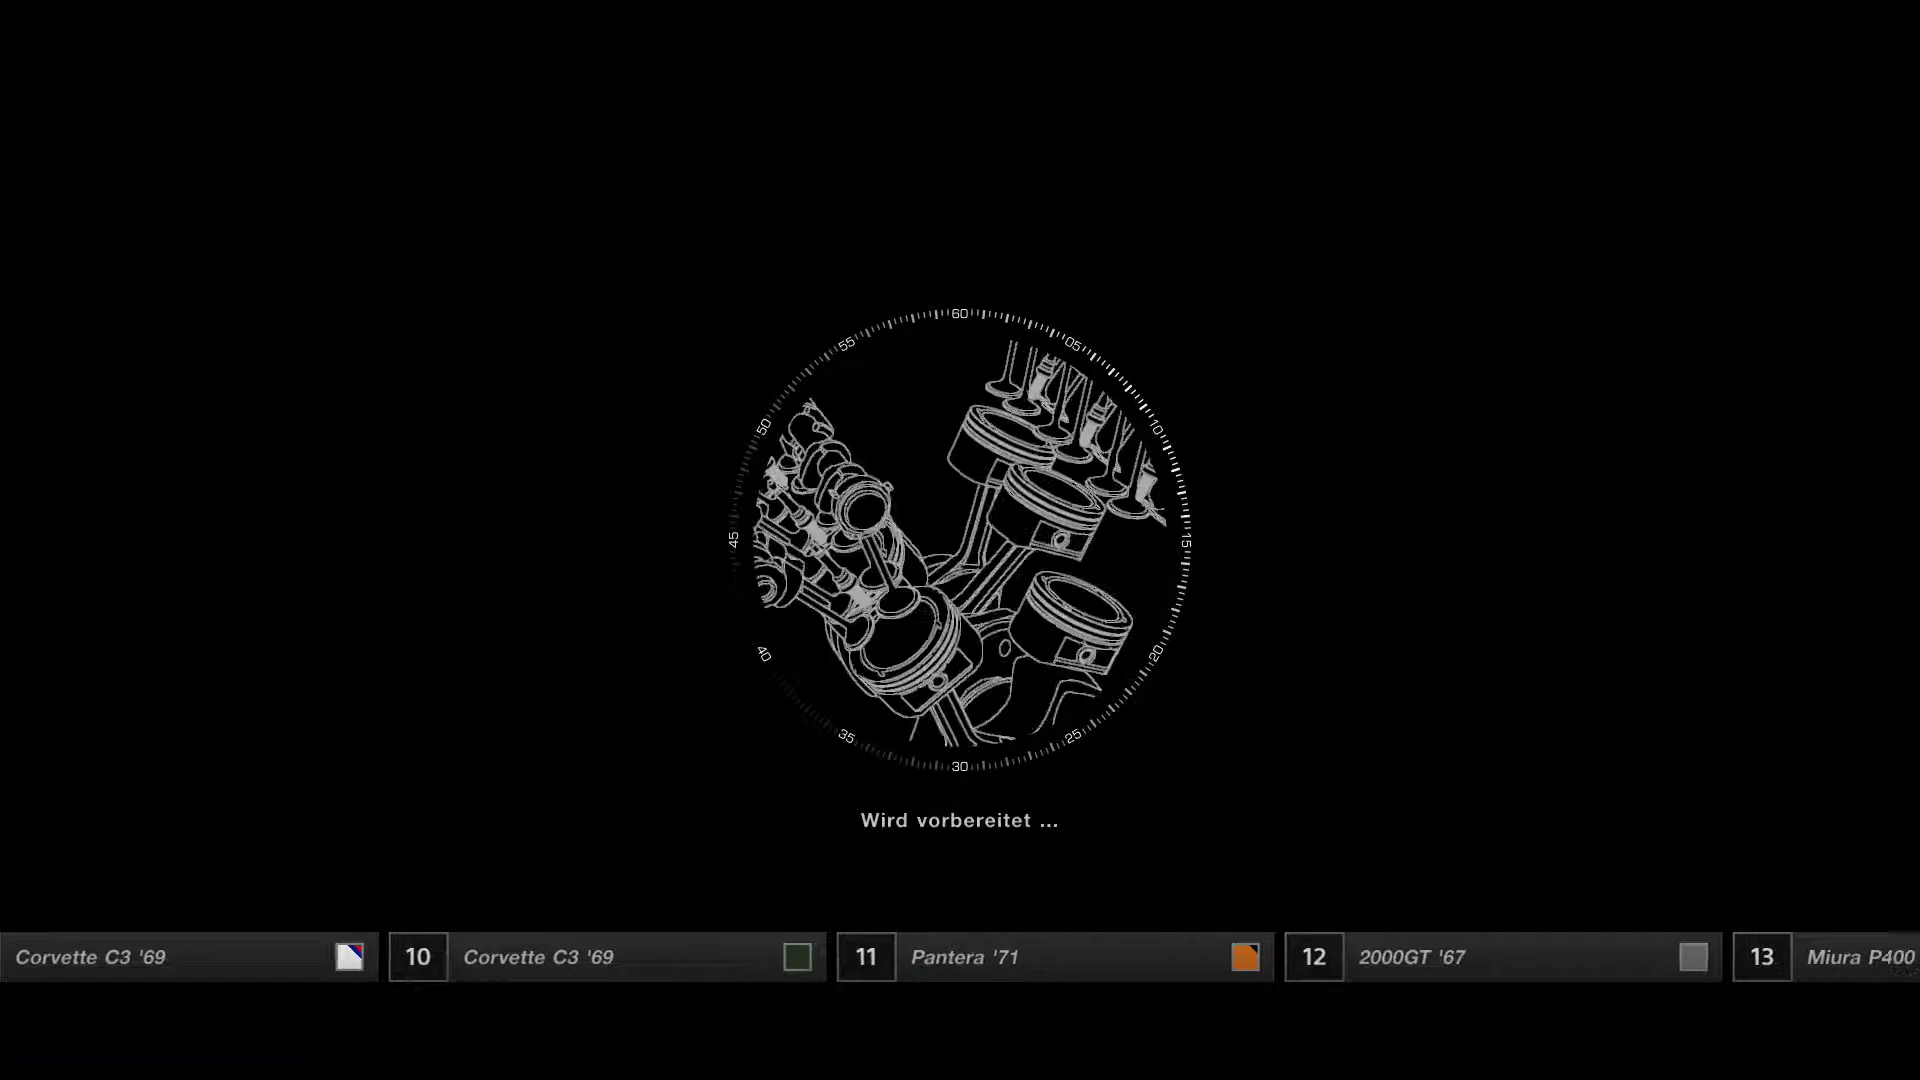 60
55
05
50
10
45
15
40
20
35
25
30
Wird vorbereitet ...
Corvette C3 '69
10 Corvette C3 '69
11 Pantera '71
12 2000GT '67
13 Miura P400